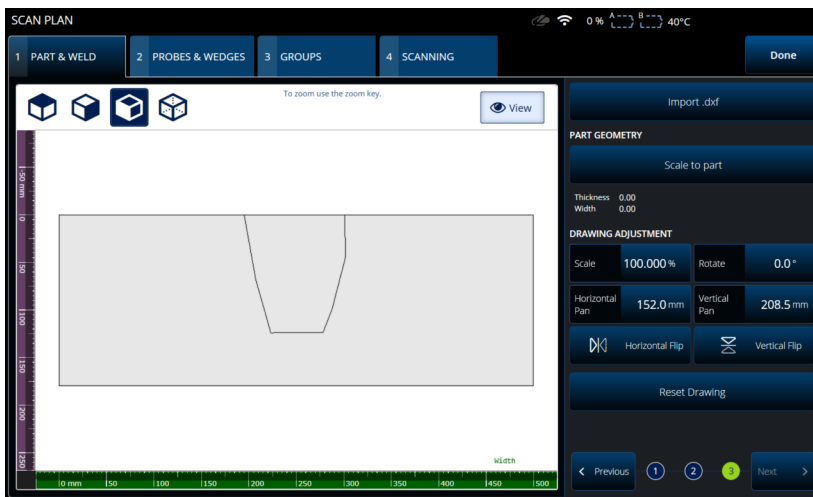 SCAN PLAN
0 % A B 40°C
1 PART & WELD
2 PROBES & WEDGES
3 GROUPS
4 SCANNING
Done
To zoom use the zoom key.
View
-50 mm
0
50
100
150
200
250
Width
0 mm 50 100 150 200 250 300 350 400 450 500
Import .dxf
PART GEOMETRY
Scale to part
Thickness 0.00
Width 0.00
DRAWING ADJUSTMENT
Scale 100.000 %
Rotate 0.0 °
Horizontal Pan 152.0 mm
Vertical Pan 208.5 mm
Horizontal Flip
Vertical Flip
Reset Drawing
Previous 1 2 3 Next